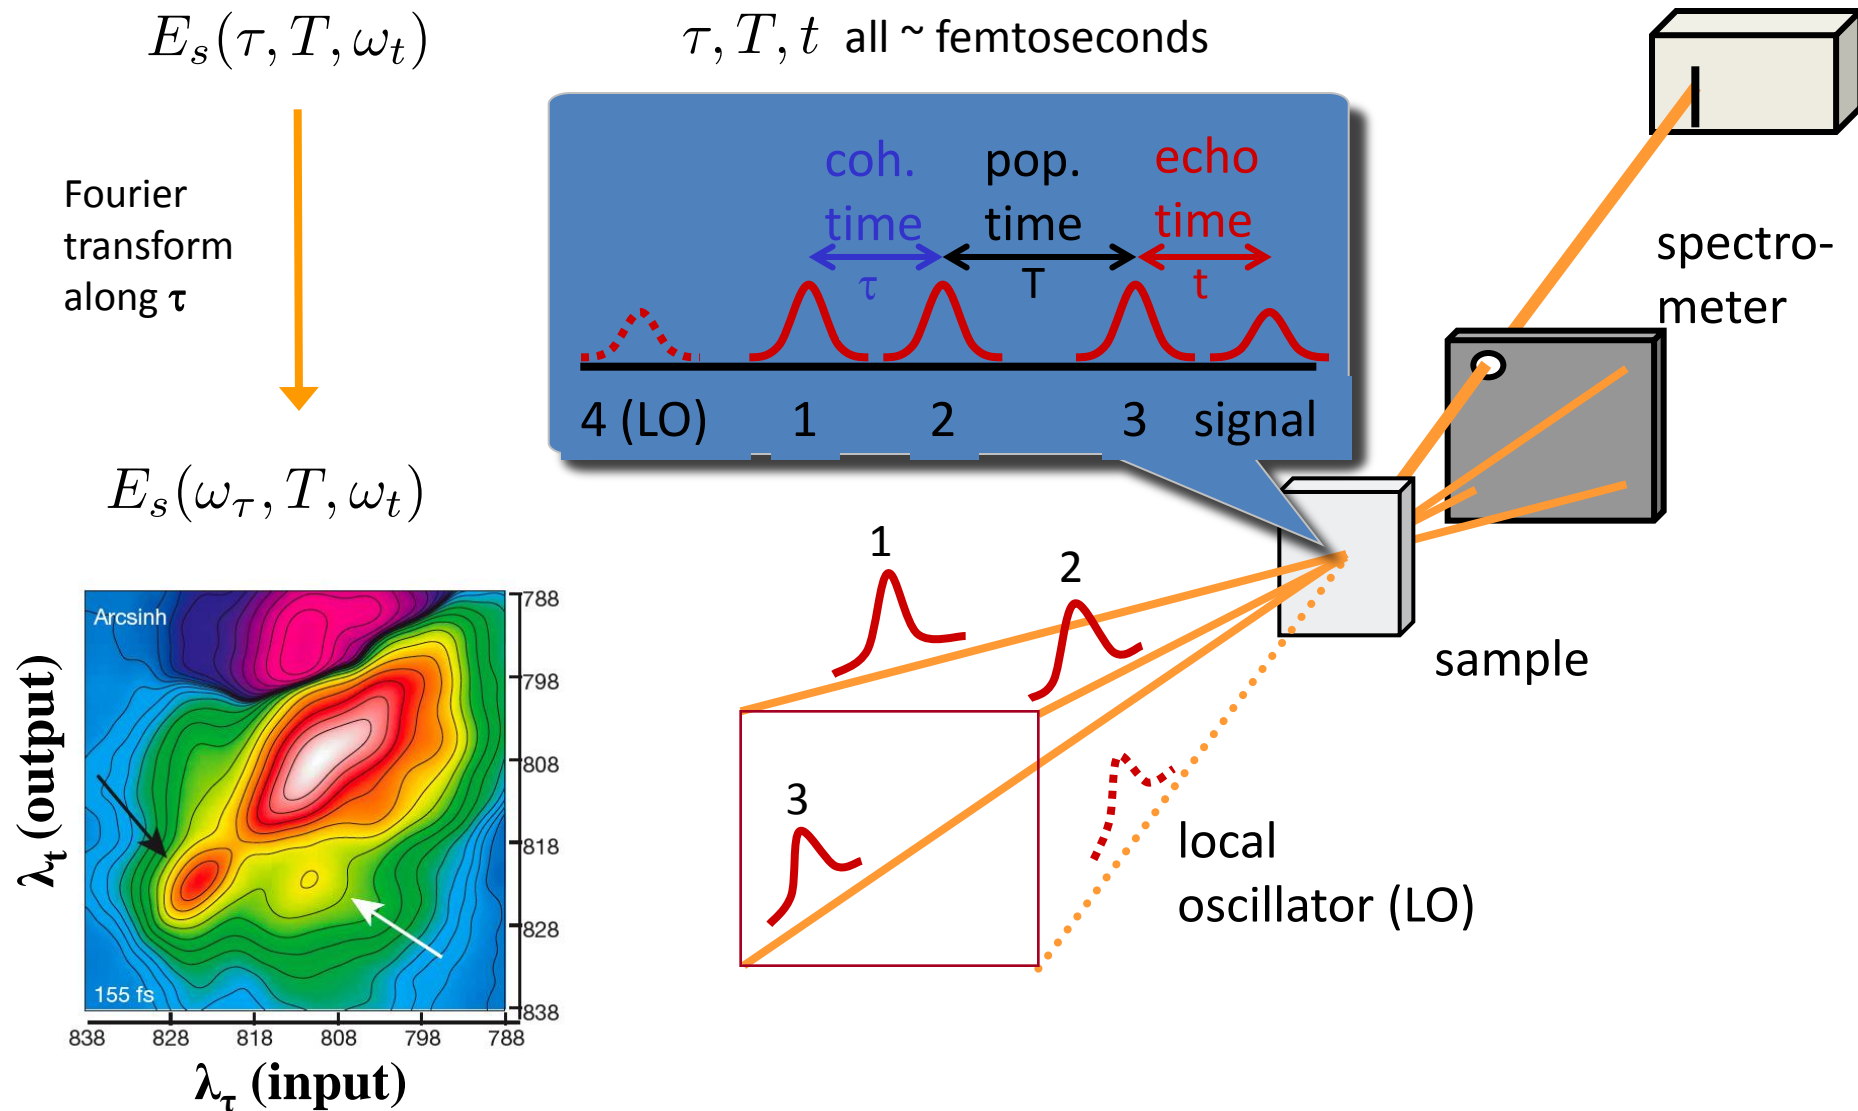 E_s(τ, T, ω_t)
τ, T, t all ~ femtoseconds
Fourier
transform
along τ
coh.
time
τ
pop.
time
T
echo
time
t
4 (LO) 1 2 3 signal
E_s(ω_τ, T, ω_t)
spectro-
meter
sample
1
2
3
local
oscillator (LO)
Arcsinh
155 fs
λ_t (output)
788
798
808
818
828
838
838 828 818 808 798 788
λ_τ (input)